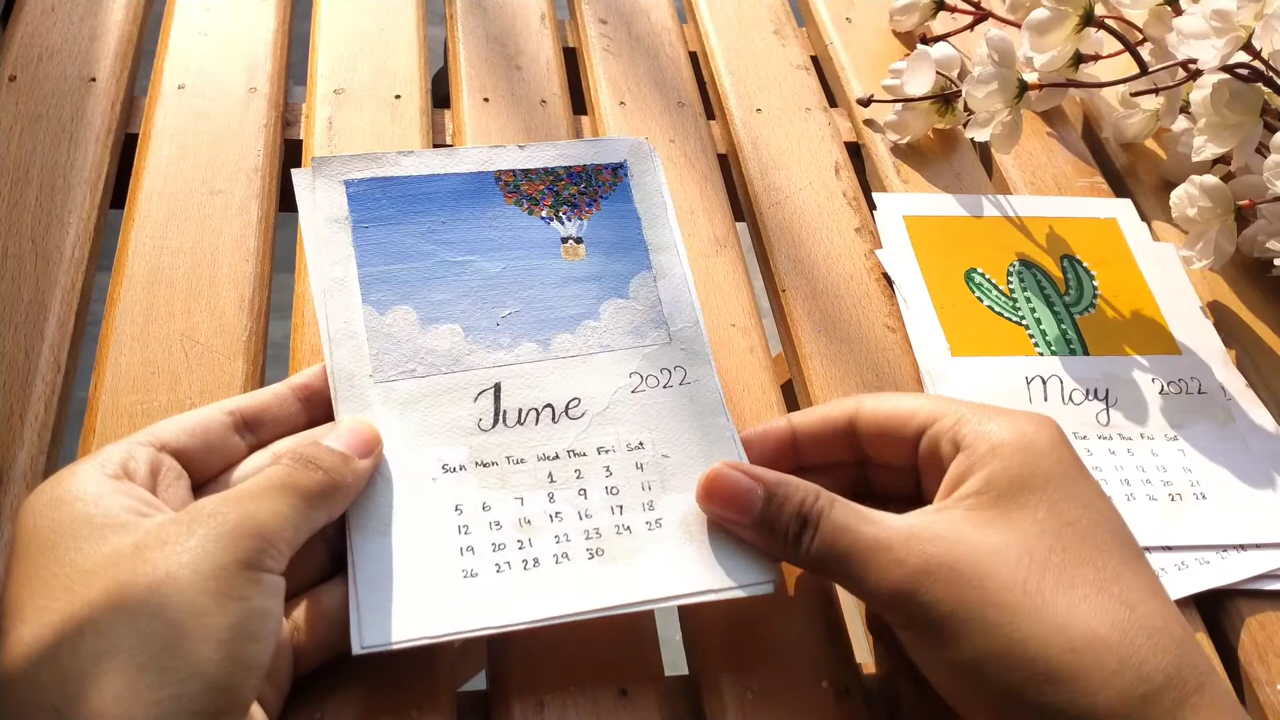 June 2022
Sun Mon Tue Wed Thu Fri Sat
1 2 3 4
5 6 7 8 9 10 11
12 13 14 15 16 17 18
19 20 21 22 23 24 25
26 27 28 29 30
May 2022
Tue Wed Thu Fri Sat
3 4 5 6 7
10 11 12 13 14
17 18 19 20 21
25 26 27 28
24 25 26